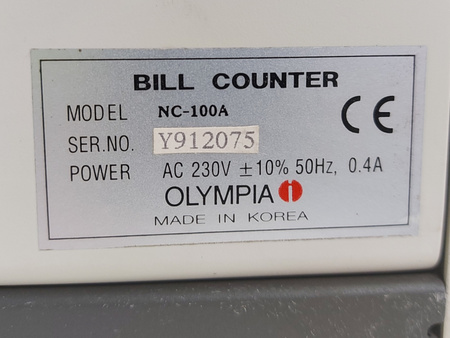 BILL COUNTER
MODEL NC-100A
CE
SER.NO. Y912075
POWER AC 230V ±10% 50Hz, 0.4A
OLYMPIA
MADE IN KOREA